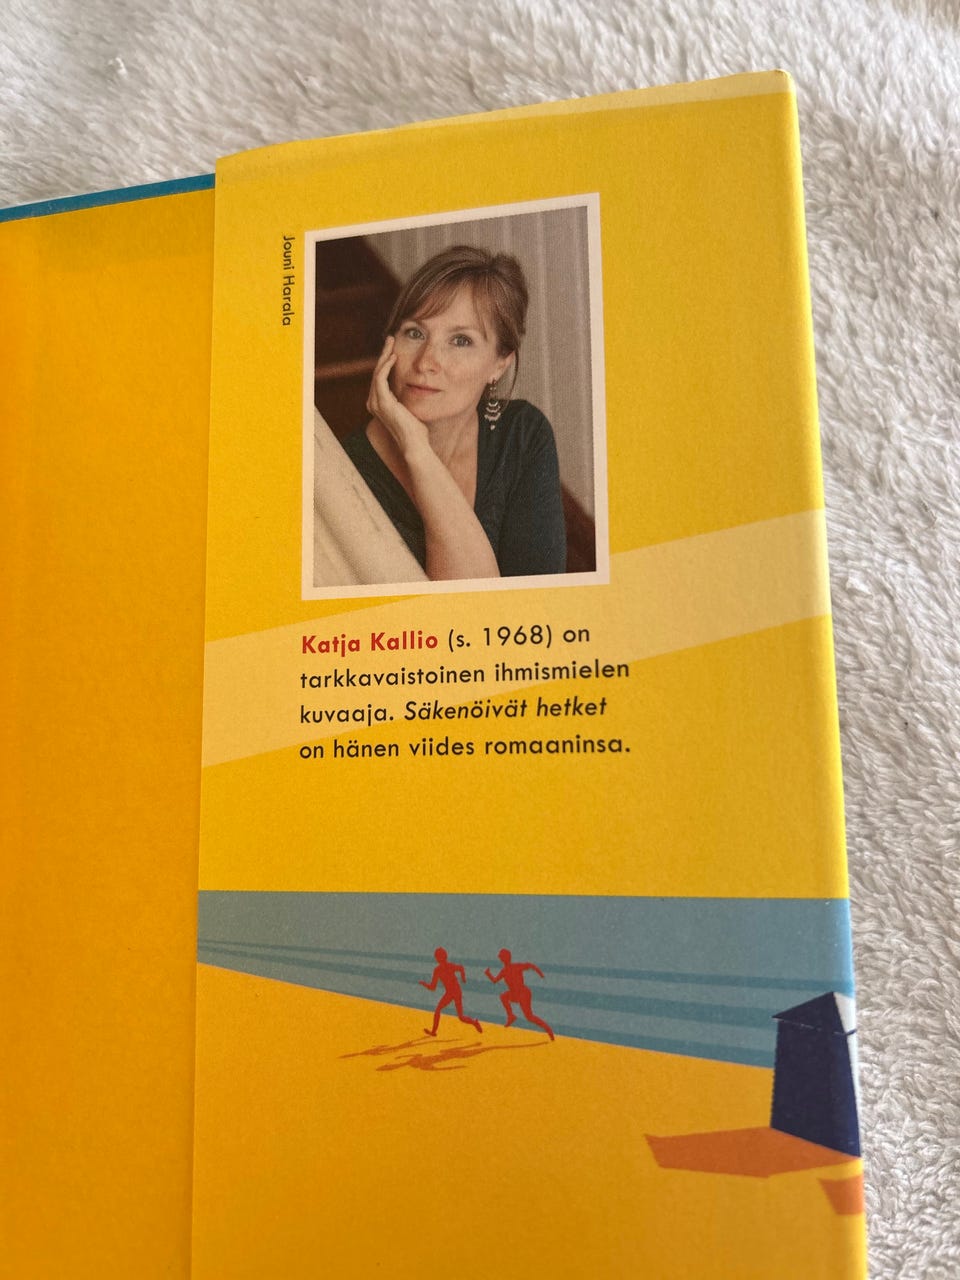 Jouni Harala
Katja Kallio (s. 1968) on
tarkkavaistoinen ihmismielen
kuvaaja. Säkenöivät hetket
on hänen viides romaaninsa.